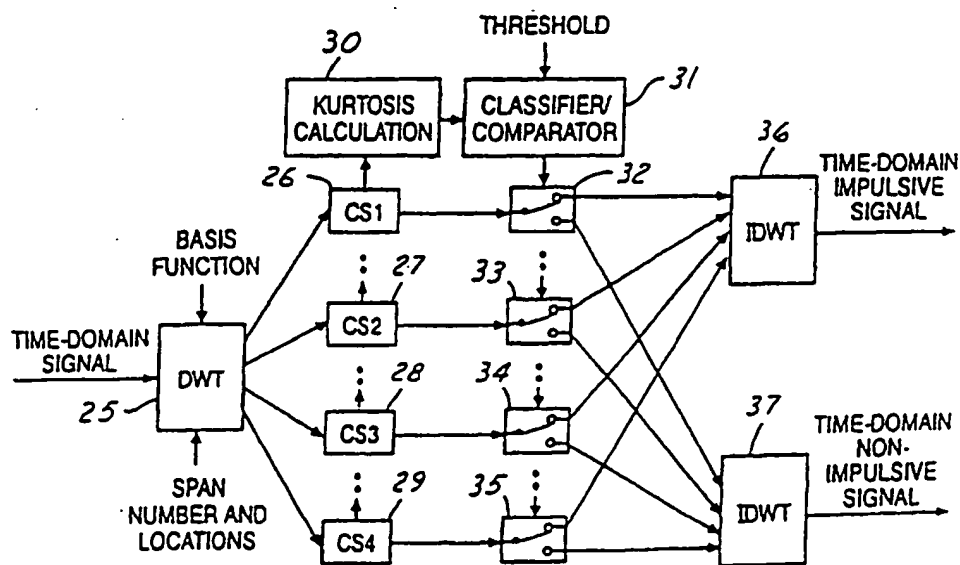 THRESHOLD
30
31
KURTOSIS
CALCULATION
CLASSIFIER/
COMPARATOR
36
TIME-DOMAIN
IMPULSIVE
SIGNAL
26
CS1
32
IDWT
BASIS
FUNCTION
27
CS2
33
TIME-DOMAIN
SIGNAL
DWT
25
28
CS3
34
37
TIME-DOMAIN
NON-
IMPULSIVE
SIGNAL
SPAN
NUMBER AND
LOCATIONS
29
CS4
35
IDWT